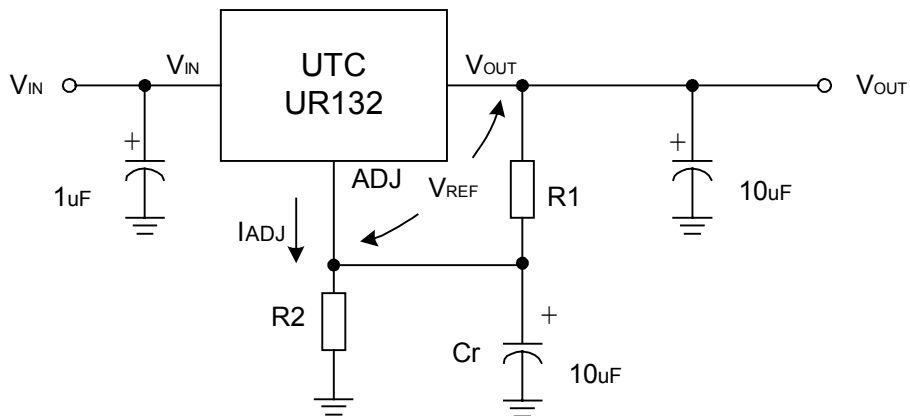 VIN
VIN
UTC
UR132
VOUT
VOUT
+
1uF
ADJ
VREF
R1
+
10uF
IADJ
R2
Cr
+
10uF